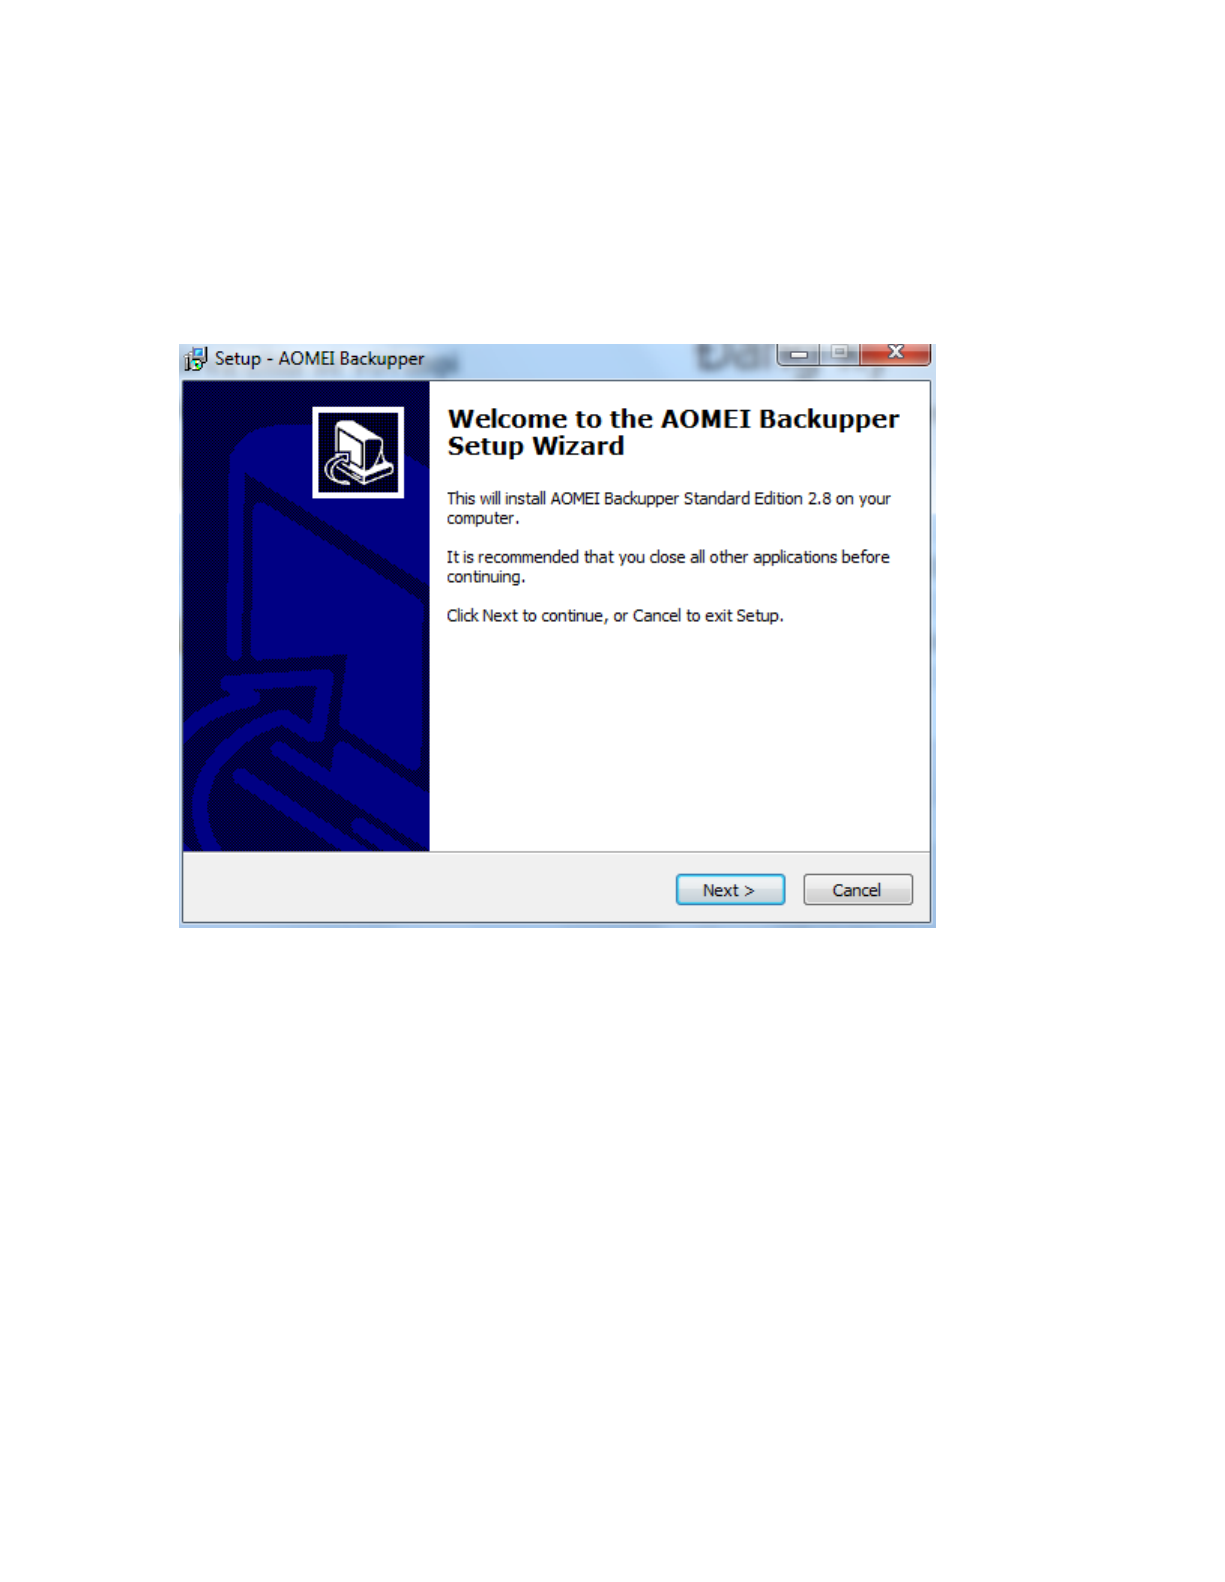 Setup - AOMEI Backupper
Welcome to the AOMEI Backupper
Setup Wizard
This will install AOMEI Backupper Standard Edition 2.8 on your
computer.
It is recommended that you close all other applications before
continuing.
Click Next to continue, or Cancel to exit Setup.
Next >
Cancel